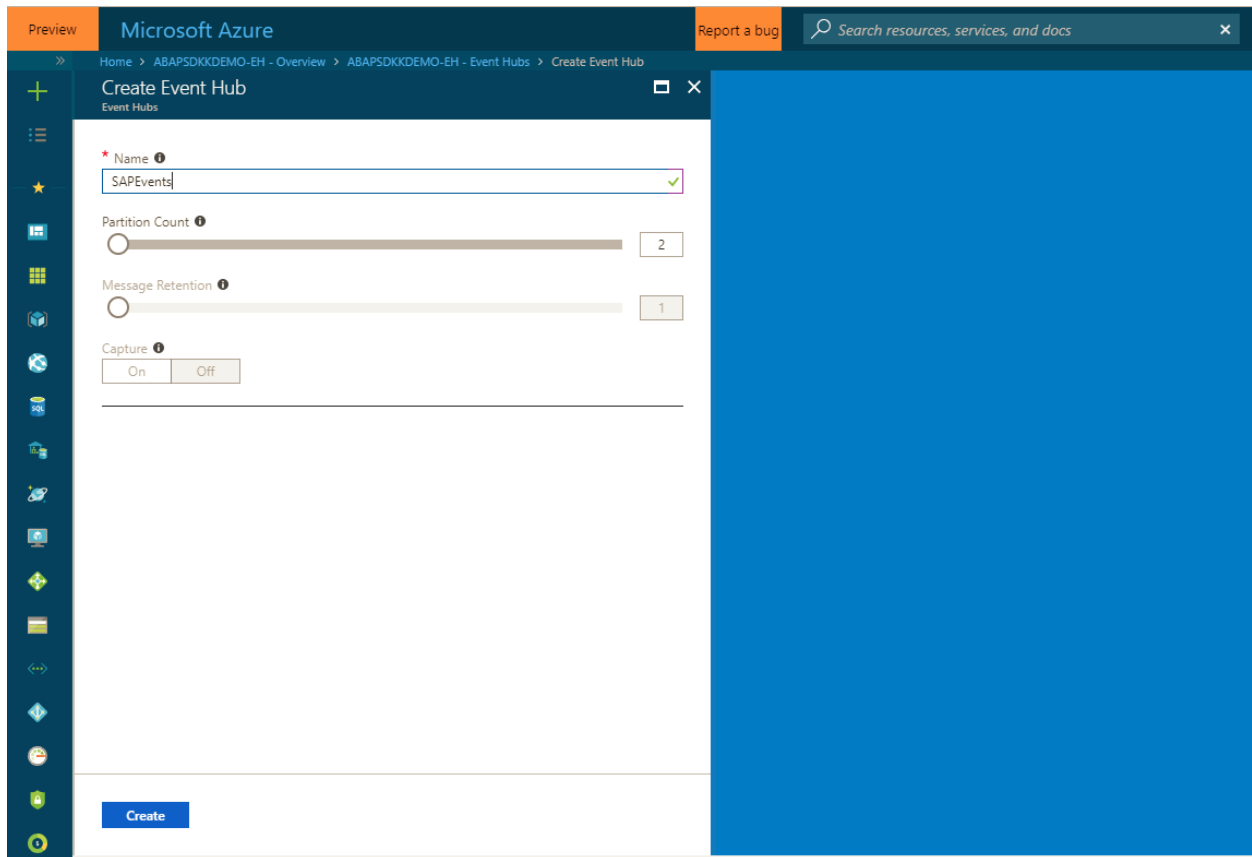 Preview
Microsoft Azure
Report a bug
Search resources, services, and docs
Home > ABAPSDKKDEMO-EH - Overview > ABAPSDKKDEMO-EH - Event Hubs > Create Event Hub
Create Event Hub
Event Hubs
* Name
SAPEvents
Partition Count
2
Message Retention
1
Capture
On Off
SQL
Create